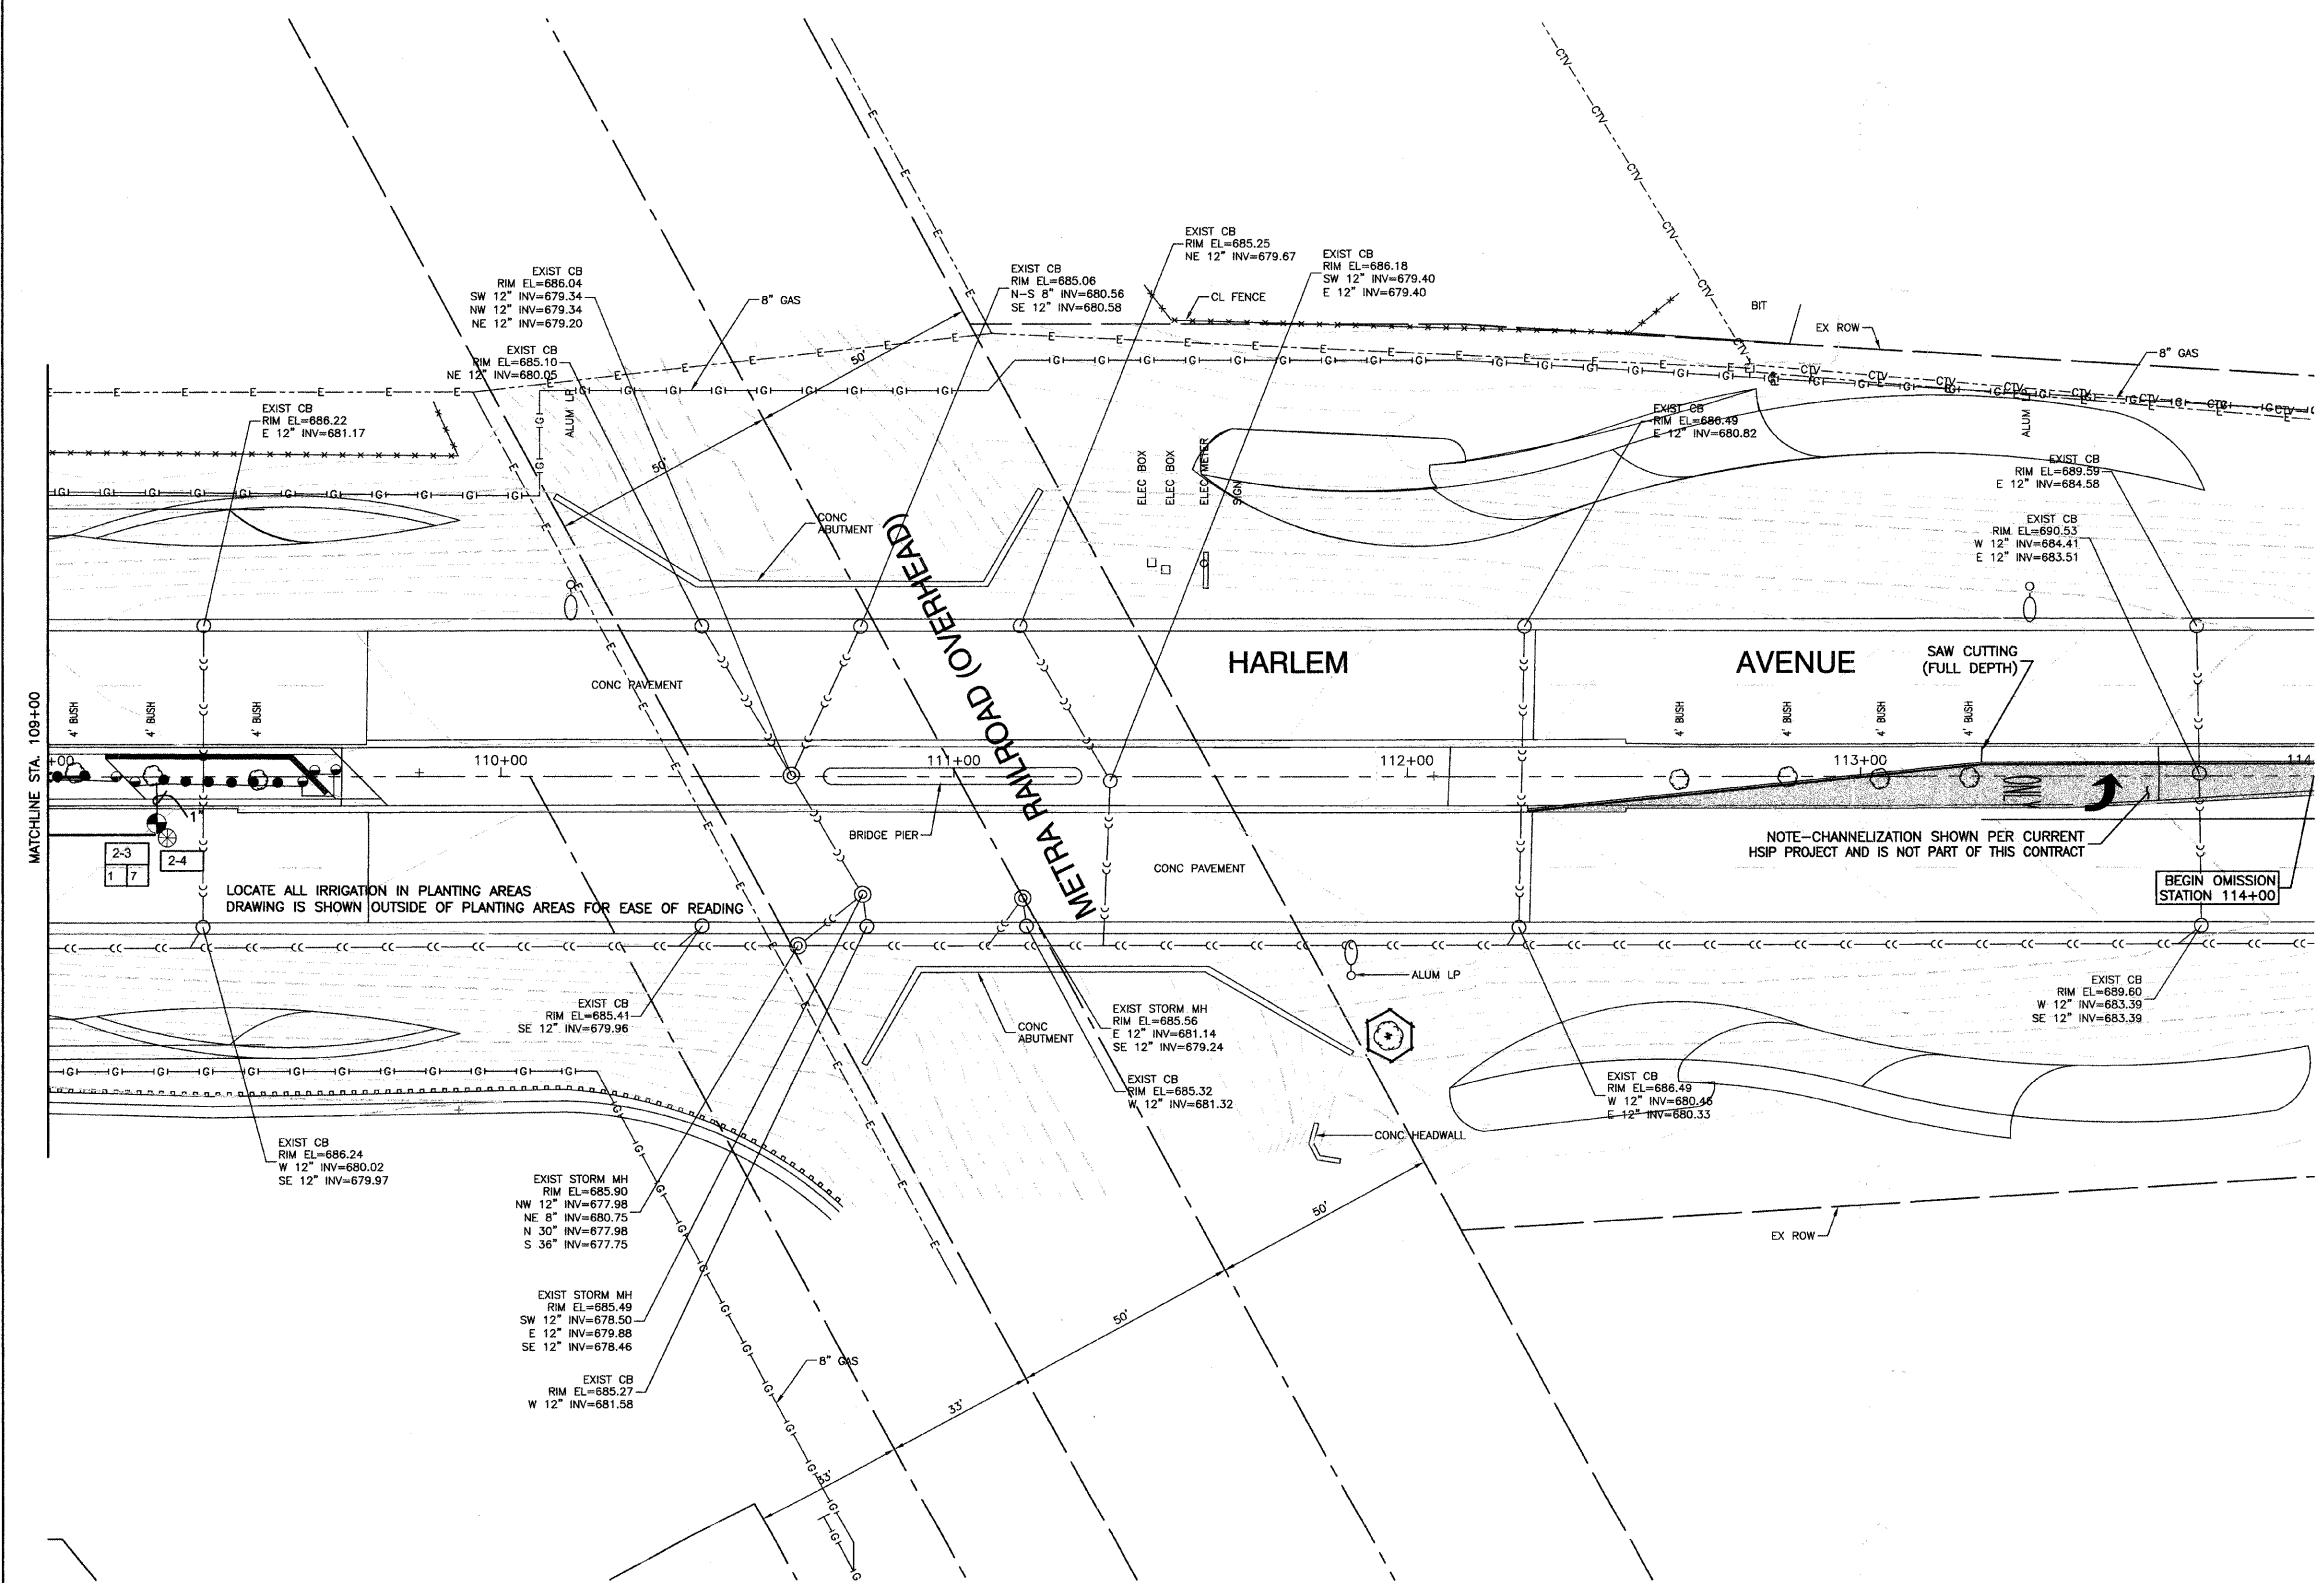 EXIST CB
RIM EL=685.25
NE 12" INV=679.67
EXIST CB
RIM EL=686.18
SW 12" INV=679.40
E 12" INV=679.40
EXIST CB
RIM EL=685.06
N-S 8" INV=680.56
SE 12" INV=680.58
EXIST CB
RIM EL=686.04
SW 12" INV=679.34
NW 12" INV=679.34
NE 12" INV=679.20
8" GAS
CL FENCE
BIT
EX ROW
8" GAS
EXIST CB
RIM EL=685.10
NE 12" INV=680.05
50'
50'
ALUM LP
EXIST CB
RIM EL=686.22
E 12" INV=681.17
EXIST CB
RIM EL=686.49
E 12" INV=680.82
ALUM
EXIST CB
RIM EL=689.59
E 12" INV=684.58
ELEC BOX
ELEC BOX
ELEC METER
SIGN
CONC
ABUTMENT
EXIST CB
RIM EL=690.53
W 12" INV=684.41
E 12" INV=683.51
METRA RAILROAD (OVERHEAD)
HARLEM AVENUE
SAW CUTTING
(FULL DEPTH)
CONC PAVEMENT
4' BUSH
4' BUSH
4' BUSH
4' BUSH
4' BUSH
4' BUSH
4' BUSH
MATCHLINE STA. 109+00
+00
110+00
111+00
112+00
113+00
114
ONLY
1"
BRIDGE PIER
2-3
1 7
2-4
CONC PAVEMENT
NOTE-CHANNELIZATION SHOWN PER CURRENT
HSIP PROJECT AND IS NOT PART OF THIS CONTRACT
BEGIN OMISSION
STATION 114+00
LOCATE ALL IRRIGATION IN PLANTING AREAS
DRAWING IS SHOWN OUTSIDE OF PLANTING AREAS FOR EASE OF READING
ALUM LP
EXIST CB
RIM EL=685.41
SE 12" INV=679.96
CONC
ABUTMENT
EXIST STORM MH
RIM EL=685.56
E 12" INV=681.14
SE 12" INV=679.24
EXIST CB
RIM EL=689.60
W 12" INV=683.39
SE 12" INV=683.39
EXIST CB
RIM EL=685.32
W 12" INV=681.32
EXIST CB
RIM EL=686.49
W 12" INV=680.46
E 12" INV=680.33
CONC HEADWALL
EXIST CB
RIM EL=686.24
W 12" INV=680.02
SE 12" INV=679.97
EXIST STORM MH
RIM EL=685.90
NW 12" INV=677.98
NE 8" INV=680.75
N 30" INV=677.98
S 36" INV=677.75
50'
EX ROW
EXIST STORM MH
RIM EL=685.49
SW 12" INV=678.50
E 12" INV=679.88
SE 12" INV=678.46
50'
8" GAS
EXIST CB
RIM EL=685.27
W 12" INV=681.58
33'
33'